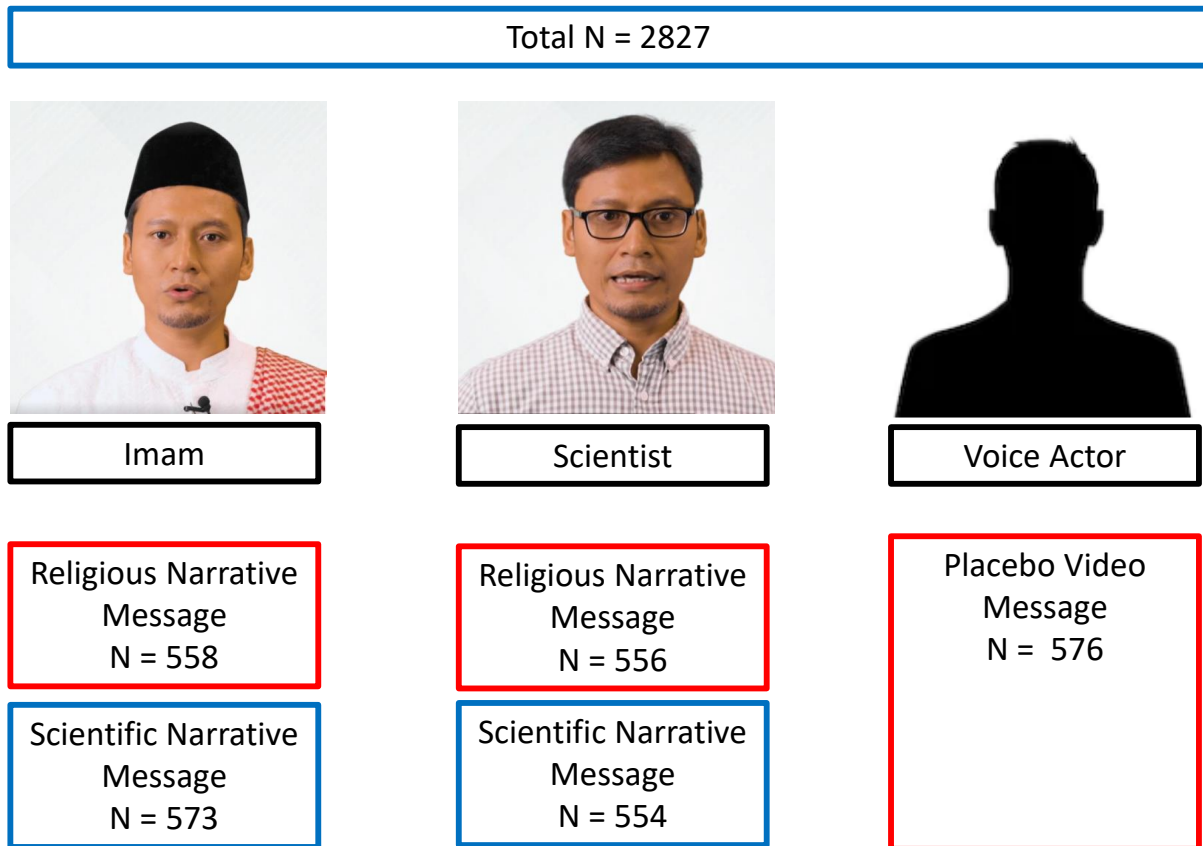 Total N = 2827
Imam
Scientist
Voice Actor
Religious Narrative
Message
N = 558
Religious Narrative
Message
N = 556
Placebo Video
Message
N = 576
Scientific Narrative
Message
N = 573
Scientific Narrative
Message
N = 554